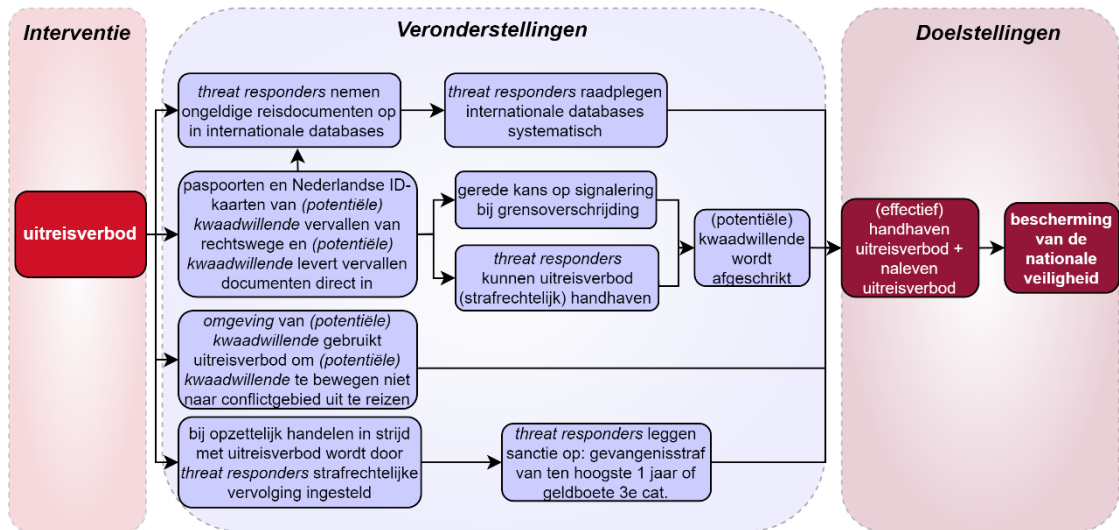 Interventie
Veronderstellingen
Doelstellingen
threat responders nemen
ongeldige reisdocumenten op
in internationale databases
threat responders raadplegen
internationale databases
systematisch
uitreisverbod
paspoorten en Nederlandse ID-
kaarten van (potentiële)
kwaadwillende vervallen van
rechtswege en (potentiële)
kwaadwillende levert vervallen
documenten direct in
gerede kans op signalering
bij grensoverschrijding
threat responders
kunnen uitreisverbod
(strafrechtelijk) handhaven
(potentiële)
kwaadwillende
wordt
afgeschrikt
(effectief)
handhaven
uitreisverbod +
naleven
uitreisverbod
bescherming
van de
nationale
veiligheid
omgeving van (potentiële)
kwaadwillende gebruikt
uitreisverbod om (potentiële)
kwaadwillende te bewegen niet
naar conflictgebied uit te reizen
bij opzettelijk handelen in strijd
met uitreisverbod wordt door
threat responders strafrechtelijke
vervolging ingesteld
threat responders leggen
sanctie op: gevangenisstraf
van ten hoogste 1 jaar of
geldboete 3e cat.